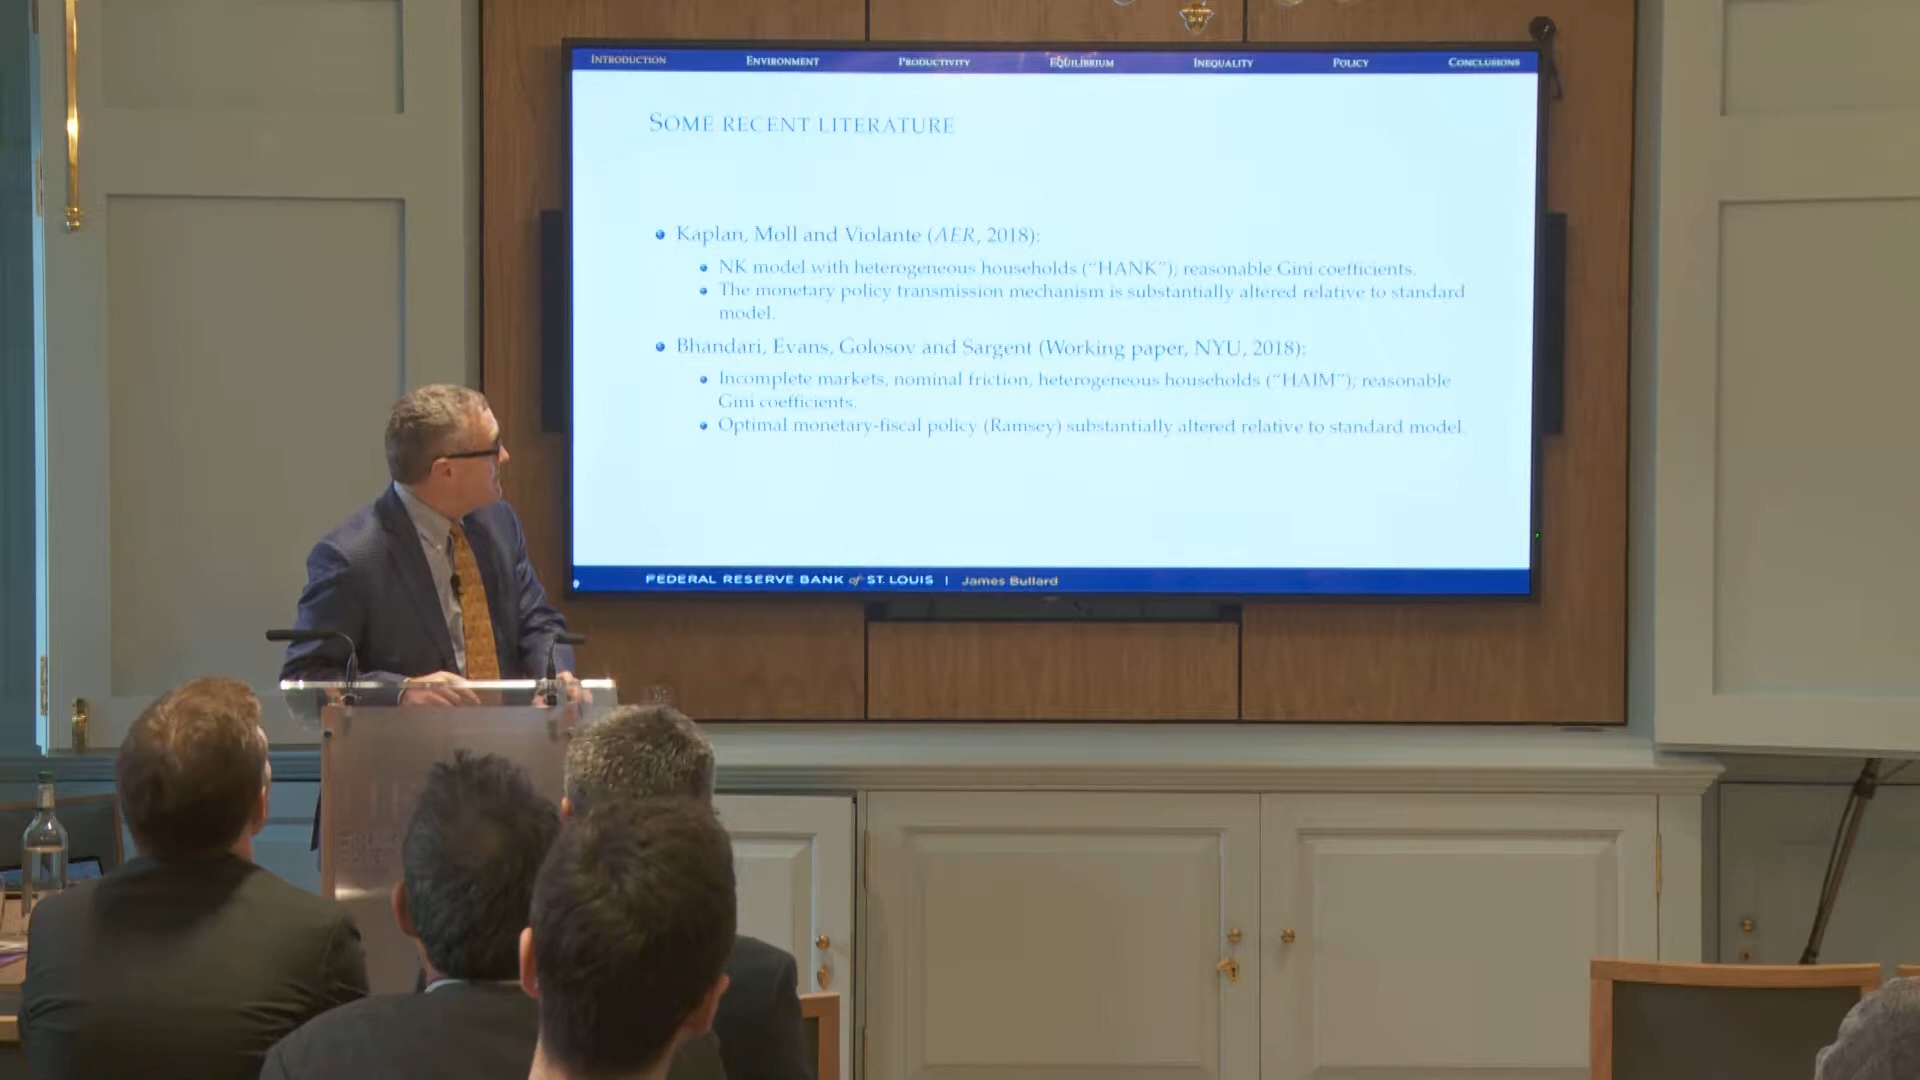 INTRODUCTION ENVIRONMENT PRODUCTIVITY EQUILIBRIUM INEQUALITY POLICY CONCLUSIONS
SOME RECENT LITERATURE
Kaplan, Moll and Violante (AER, 2018):
NK model with heterogeneous households (“HANK”); reasonable Gini coefficients.
The monetary policy transmission mechanism is substantially altered relative to standard
model.
Bhandari, Evans, Golosov and Sargent (Working paper, NYU, 2018):
Incomplete markets, nominal friction, heterogeneous households (“HAIM”); reasonable
Gini coefficients.
Optimal monetary-fiscal policy (Ramsey) substantially altered relative to standard model.
FEDERAL RESERVE BANK of ST. LOUIS | James Bullard